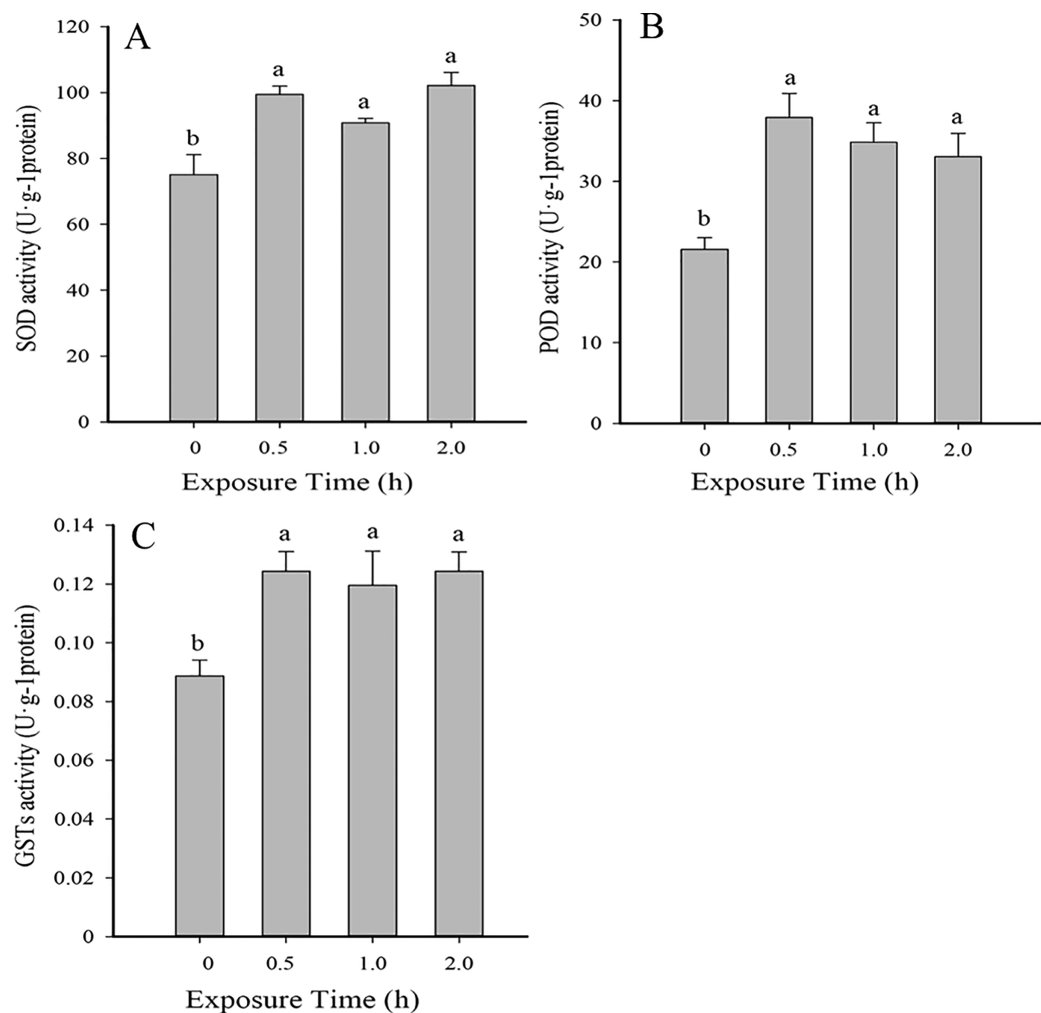 A
SOD activity (U·g-1protein)
120
100
80
60
40
20
0
b
a
a
a
0 0.5 1.0 2.0
Exposure Time (h)
B
POD activity (U·g-1protein)
50
40
30
20
10
0
b
a
a
a
0 0.5 1.0 2.0
Exposure Time (h)
C
GSTs activity (U·g-1protein)
0.14
0.12
0.10
0.08
0.06
0.04
0.02
0
b
a
a
a
0 0.5 1.0 2.0
Exposure Time (h)